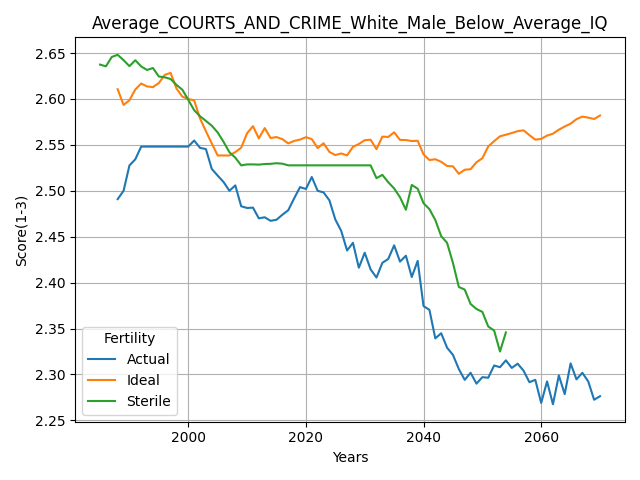 Average_COURTS_AND_CRIME_White_Male_Below_Average_IQ
2.65
2.60
2.55
2.50
2.45
2.40
2.35
2.30
2.25
Score(1-3)
Fertility
Actual
Ideal
Sterile
2000 2020 2040 2060
Years